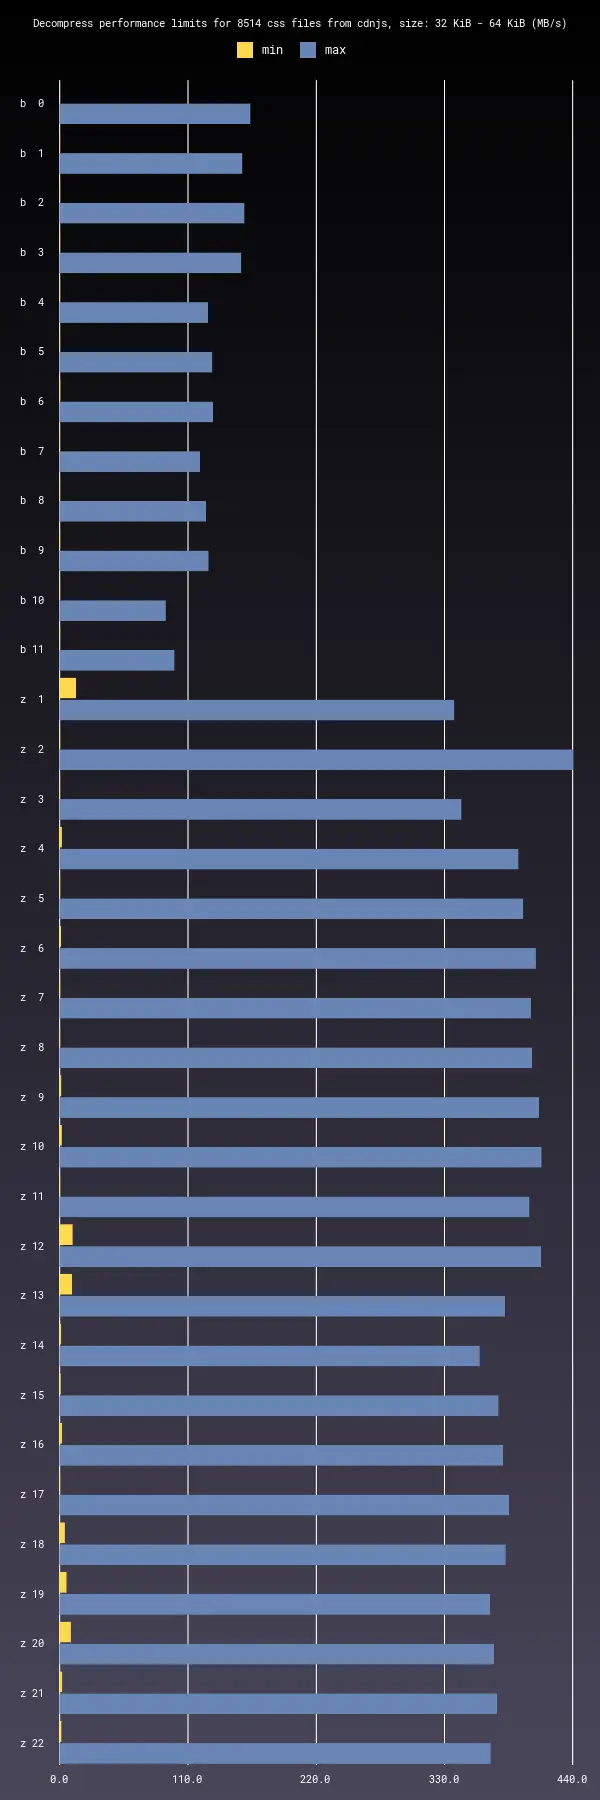 Decompress performance limits for 8514 css files from cdnjs, size: 32 KiB - 64 KiB (MB/s)
min max
b 0
b 1
b 2
b 3
b 4
b 5
b 6
b 7
b 8
b 9
b 10
b 11
z 1
z 2
z 3
z 4
z 5
z 6
z 7
z 8
z 9
z 10
z 11
z 12
z 13
z 14
z 15
z 16
z 17
z 18
z 19
z 20
z 21
z 22
0.0 110.0 220.0 330.0 440.0